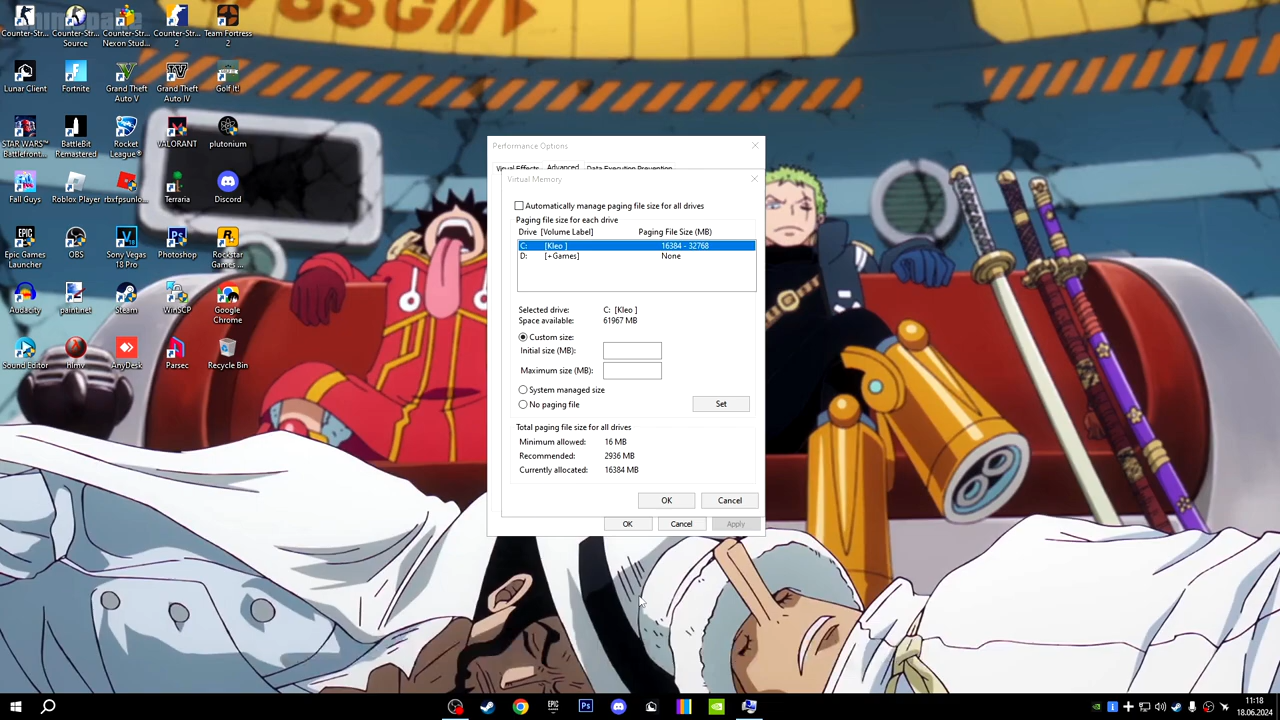 Counter-Str...
Counter-Str... Source
Counter-Str... Nexon Stud...
Counter-Str... 2
Team Fortress 2
Lunar Client
Fortnite
Grand Theft Auto V
Grand Theft Auto IV
Golf It!
STAR WARS™ Battlefront...
BattleBit Remastered
Rocket League®
VALORANT
plutonium
Fall Guys
Roblox Player
rbxfpsunlo...
Terraria
Discord
Epic Games Launcher
OBS
Sony Vegas 18 Pro
Photoshop
Rockstar Games ...
Audacity
paint.net
Steam
WinSCP
Google Chrome
Sound Editor
hlmv
AnyDesk
Parsec
Recycle Bin
Performance Options
Visual Effects Advanced Data Execution Prevention
Virtual Memory
Automatically manage paging file size for all drives
Paging file size for each drive
Drive [Volume Label] Paging File Size (MB)
C: [Kleo ] 16384 - 32768
D: [+Games] None
Selected drive: C: [Kleo ]
Space available: 61967 MB
Custom size:
Initial size (MB):
Maximum size (MB):
System managed size
No paging file
Set
Total paging file size for all drives
Minimum allowed: 16 MB
Recommended: 2936 MB
Currently allocated: 16384 MB
OK Cancel
OK Cancel Apply
11:18
18.06.2024